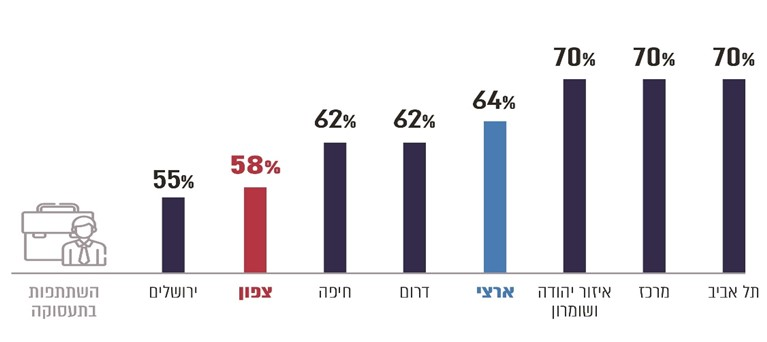 70%
70%
70%
64%
62%
62%
58%
55%
תל אביב
מרכז
איזור יהודה
ושומרון
ארצי
דרום
חיפה
צפון
ירושלים
השתתפות
בתעסוקה